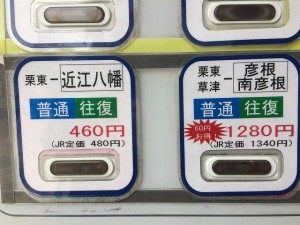 栗東－近江八幡
普通 往復
460円
(JR定価 480円)
栗東 草津－彦根 南彦根
普通 往復
60円 お得 1280円
(JR定価 1340円)